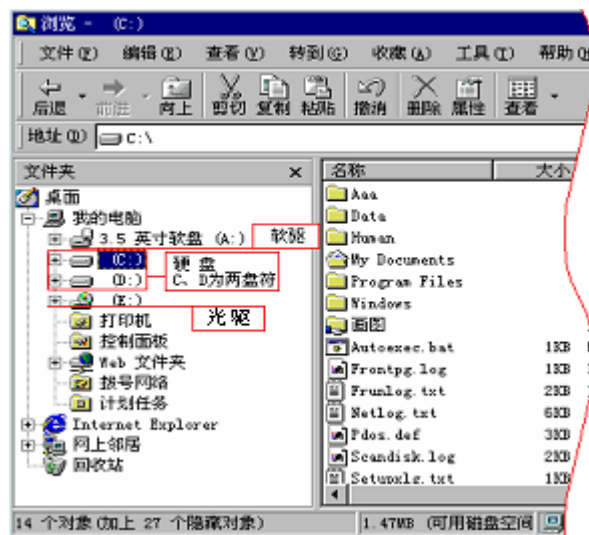 浏览 - (C:)
文件(F) 编辑(E) 查看(V) 转到(G) 收藏(A) 工具(T) 帮助(H
后退 前进 向上 剪切 复制 粘贴 撤消 删除 属性 查看
地址(D) C:\
文件夹 × 名称 大小
桌面
我的电脑
3.5 英寸软盘 (A:) 软驱
(C:)
(D:)
硬 盘
C、D为两盘符
(E:)
光 驱
打印机
控制面板
Web 文件夹
拨号网络
计划任务
Internet Explorer
网上邻居
回收站
Aaa
Data
Human
My Documents
Program Files
Windows
画图
Autoexec.bat 1KB
Frontpg.log 1KB
Frunlog.txt 2KB
Netlog.txt 6KB
Pdos.def 3KB
Scandisk.log 2KB
Setupxlg.txt 1KB
14 个对象(加上 27 个隐藏对象) 1.47MB (可用磁盘空间